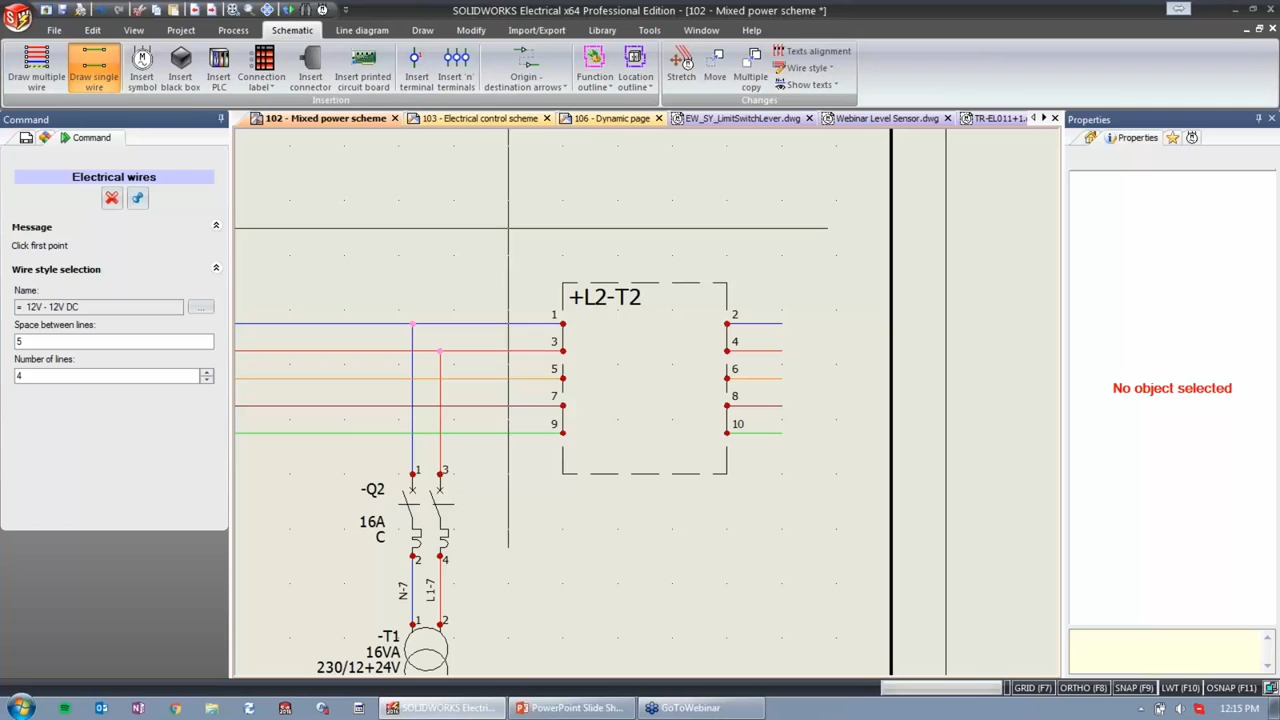 SOLIDWORKS Electrical x64 Professional Edition - [102 - Mixed power scheme *]
File Edit View Project Process Schematic Line diagram Draw Modify Import/Export Library Tools Window Help
Draw multiple wire
Draw single wire
Insert symbol
Insert black box
Insert PLC
Connection label
Insert connector
Insert printed circuit board
Insert terminal
Insert 'n' terminals
Origin - destination arrows
Function outline
Location outline
Stretch
Move
Multiple copy
Texts alignment
Wire style
Show texts
Insertion
Changes
Command
102 - Mixed power scheme
103 - Electrical control scheme
106 - Dynamic page
EW_SY_LimitSwitchLever.dwg
Webinar Level Sensor.dwg
TR-EL011+1.
Properties
Command
Properties
Electrical wires
Message
Click first point
Wire style selection
Name:
= 12V - 12V DC
...
Space between lines:
5
Number of lines:
4
+L2-T2
1 2
3 4
5 6
7 8
9 10
No object selected
1 3
-Q2
16A
C
2 4
N-7 L1-7
1 2
-T1
16VA
230/12+24V
GRID (F7) ORTHO (F8) SNAP (F9) LWT (F10) OSNAP (F11)
SOLIDWORKS Electri...
PowerPoint Slide Sh...
GoToWebinar
12:15 PM